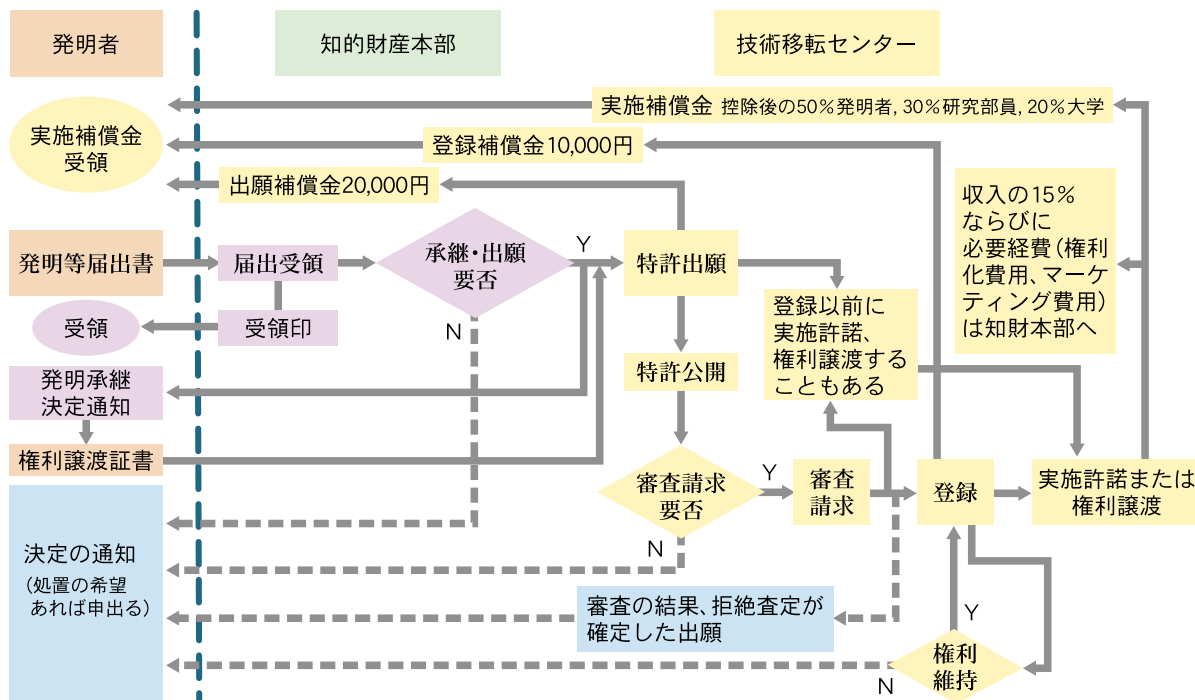 発明者
知的財産本部
技術移転センター
実施補償金 控除後の50％発明者, 30％研究部員, 20％大学
実施補償金
受領
登録補償金10,000円
出願補償金20,000円
収入の15％
ならびに
必要経費（権利
化費用、マーケ
ティング費用）
は知財本部へ
発明等届出書
届出受領
承継・出願
要否
Y
N
特許出願
受領
受領印
登録以前に
実施許諾、
権利譲渡する
こともある
特許公開
発明承継
決定通知
権利譲渡証書
審査請求
要否
Y
N
審査
請求
登録
実施許諾または
権利譲渡
決定の通知
（処置の希望
あれば申出る）
審査の結果、拒絶査定が
確定した出願
Y
権利
維持
N